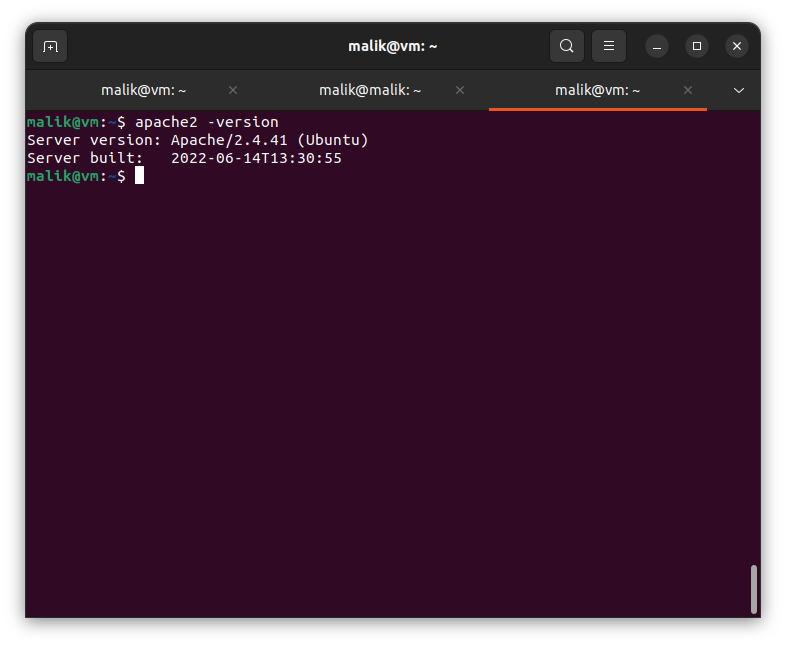 malik@vm: ~
malik@vm: ~ malik@malik: ~ malik@vm: ~
malik@vm:~$ apache2 -version
Server version: Apache/2.4.41 (Ubuntu)
Server built:   2022-06-14T13:30:55
malik@vm:~$